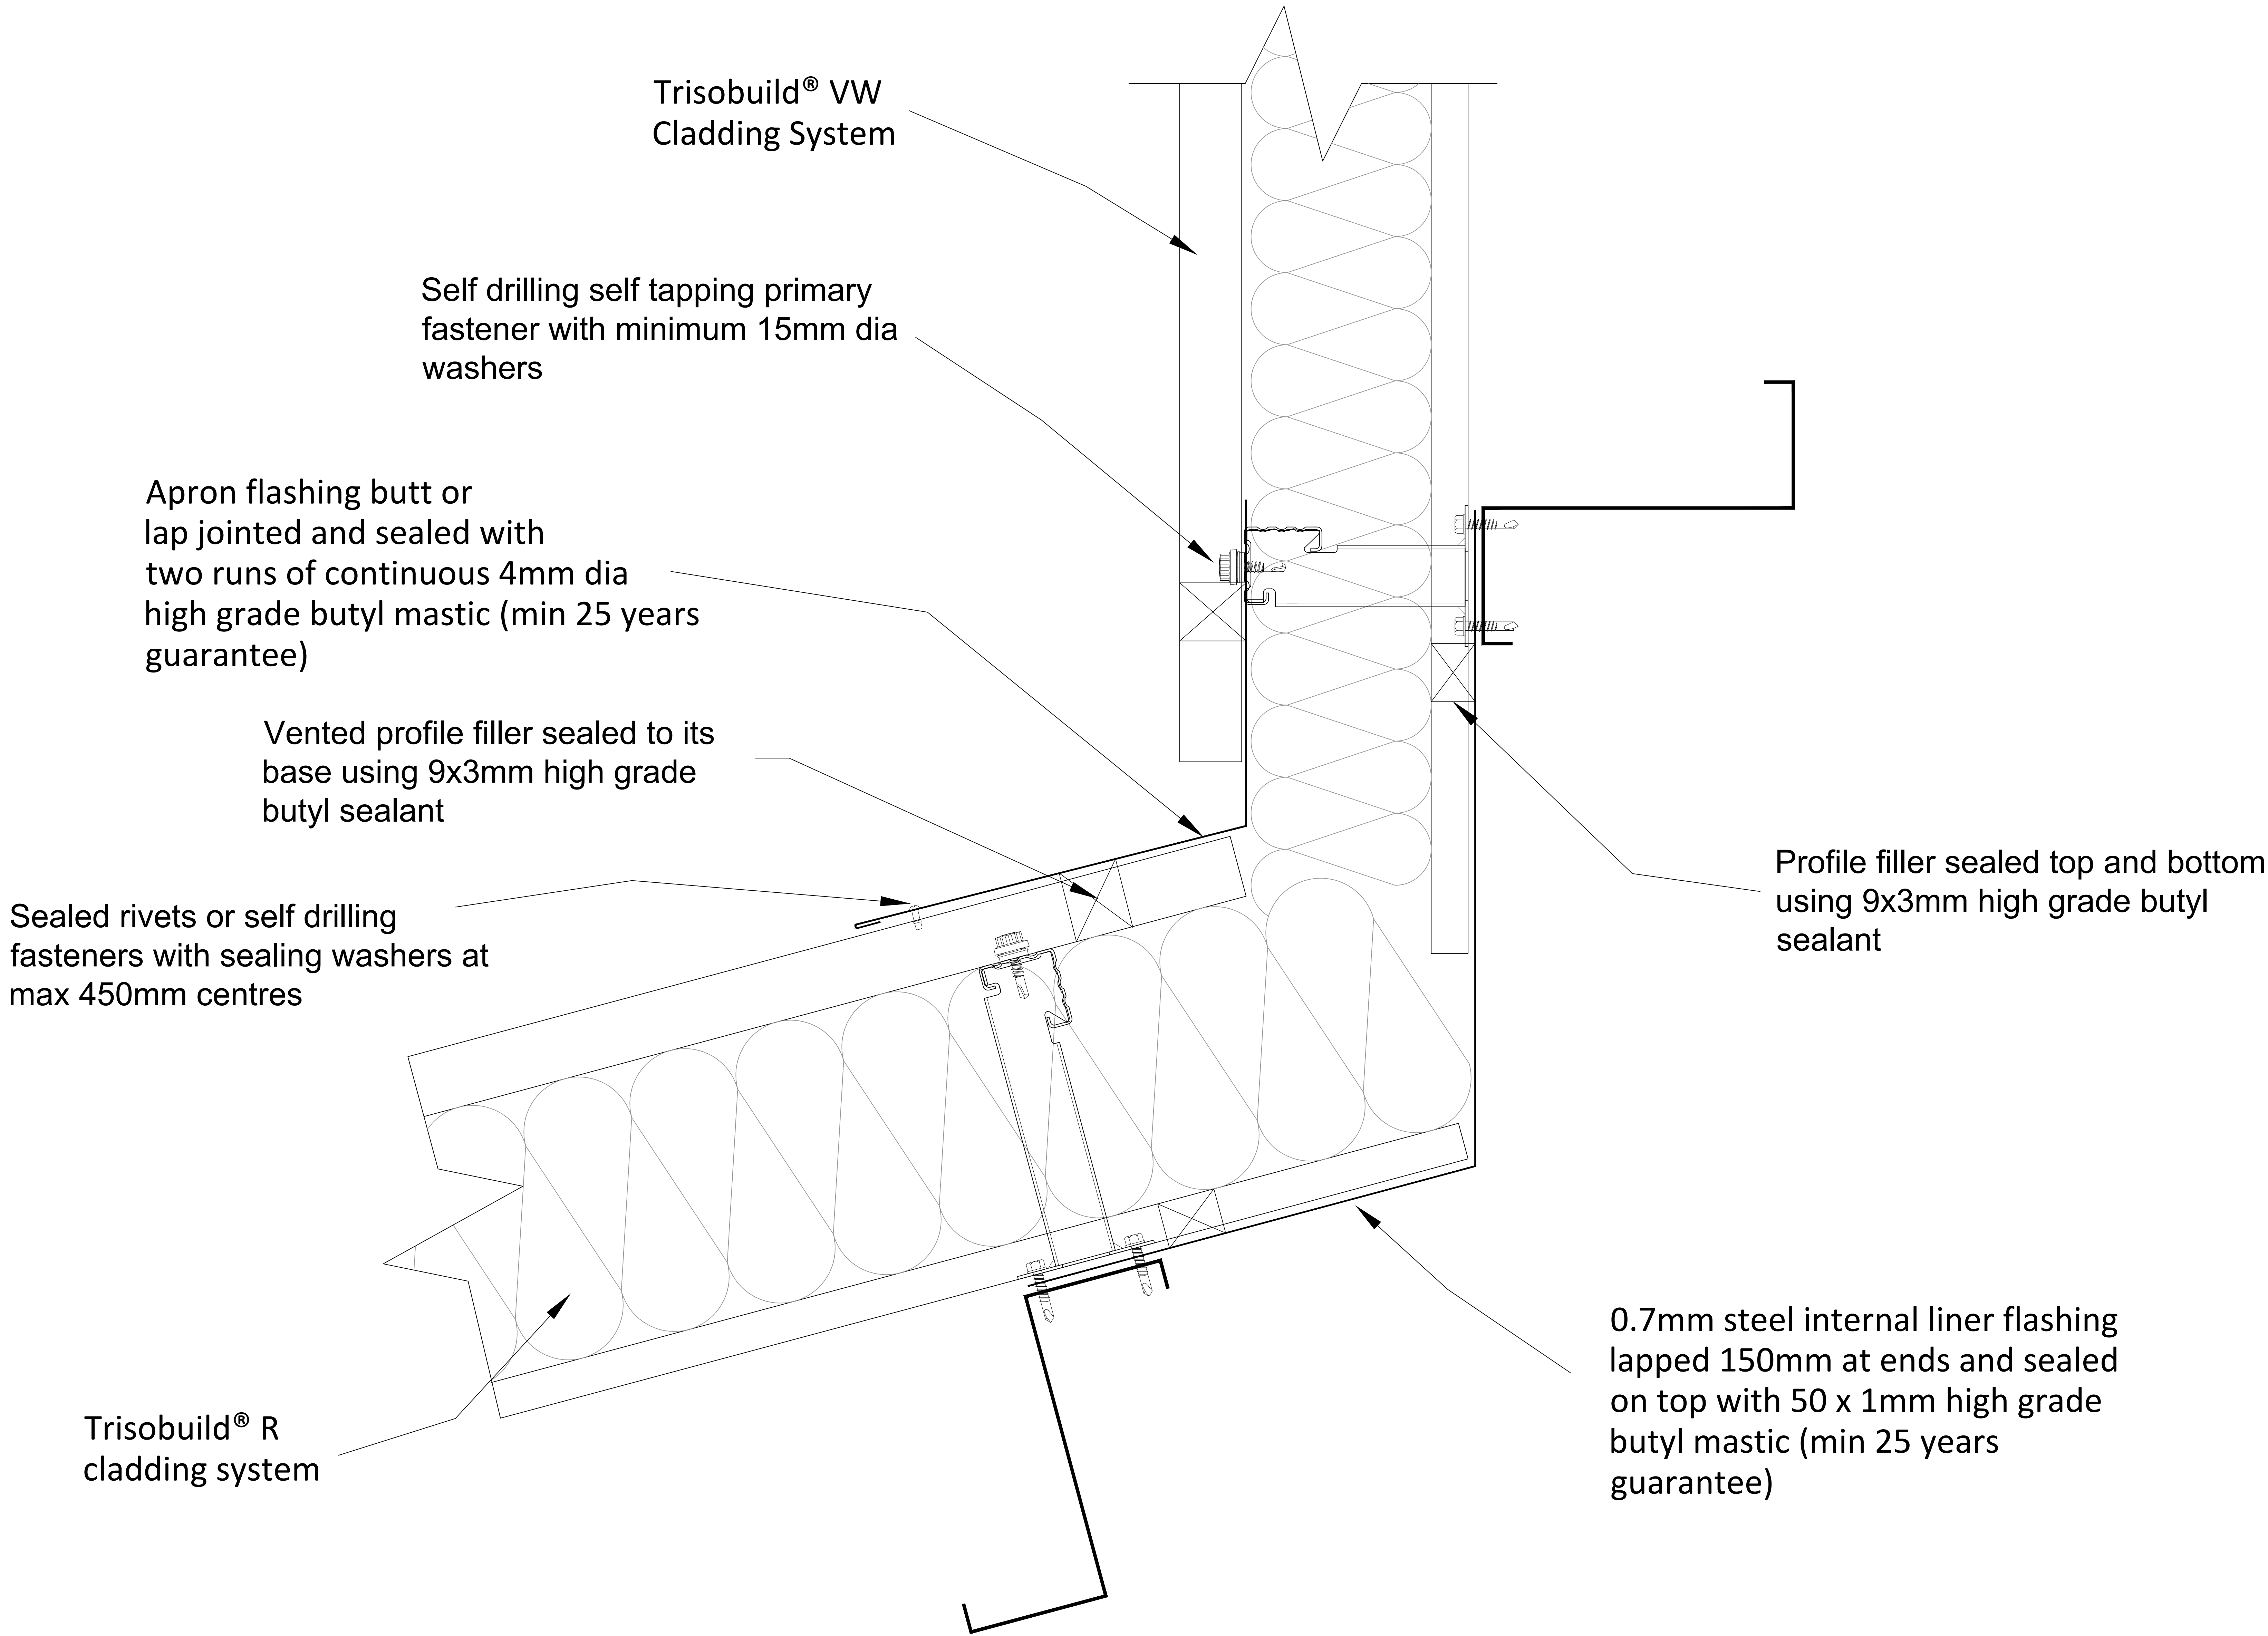 Trisobuild® VW
Cladding System
Self drilling self tapping primary
fastener with minimum 15mm dia
washers
Apron flashing butt or
lap jointed and sealed with
two runs of continuous 4mm dia
high grade butyl mastic (min 25 years
guarantee)
Vented profile filler sealed to its
base using 9x3mm high grade
butyl sealant
Sealed rivets or self drilling
fasteners with sealing washers at
max 450mm centres
Profile filler sealed top and bottom
using 9x3mm high grade butyl
sealant
0.7mm steel internal liner flashing
lapped 150mm at ends and sealed
on top with 50 x 1mm high grade
butyl mastic (min 25 years
guarantee)
Trisobuild® R
cladding system